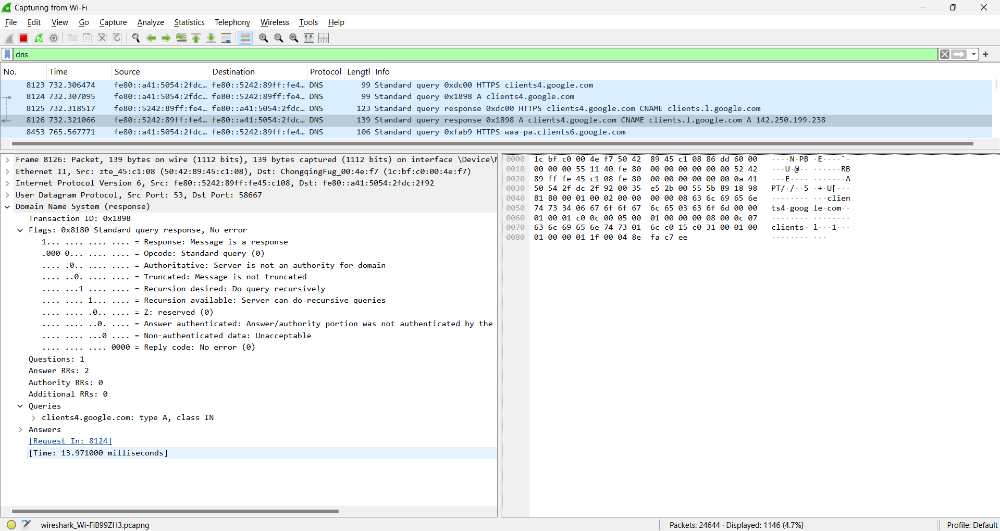 Capturing from Wi-Fi
File Edit View Go Capture Analyze Statistics Telephony Wireless Tools Help
dns
No. Time Source Destination Protocol Length Info
8123 732.306474 fe80::a41:5054:2fdc… fe80::5242:89ff:fe4… DNS 99 Standard query 0xdc00 HTTPS clients4.google.com
8124 732.307095 fe80::a41:5054:2fdc… fe80::5242:89ff:fe4… DNS 99 Standard query 0x1898 A clients4.google.com
8125 732.318517 fe80::5242:89ff:fe4… fe80::a41:5054:2fdc… DNS 123 Standard query response 0xdc00 HTTPS clients4.google.com CNAME clients.l.google.com
8126 732.321066 fe80::5242:89ff:fe4… fe80::a41:5054:2fdc… DNS 139 Standard query response 0x1898 A clients4.google.com CNAME clients.l.google.com A 142.250.199.238
8453 765.567771 fe80::a41:5054:2fdc… fe80::5242:89ff:fe4… DNS 106 Standard query 0xfab9 HTTPS waa-pa.clients6.google.com
Frame 8126: Packet, 139 bytes on wire (1112 bits), 139 bytes captured (1112 bits) on interface \Device\N
Ethernet II, Src: zte_45:c1:08 (50:42:89:45:c1:08), Dst: ChongqingFug_00:4e:f7 (1c:bf:c0:00:4e:f7)
Internet Protocol Version 6, Src: fe80::5242:89ff:fe45:c108, Dst: fe80::a41:5054:2fdc:2f92
User Datagram Protocol, Src Port: 53, Dst Port: 58667
Domain Name System (response)
Transaction ID: 0x1898
Flags: 0x8180 Standard query response, No error
1... .... .... .... = Response: Message is a response
.000 0... .... .... = Opcode: Standard query (0)
.... .0.. .... .... = Authoritative: Server is not an authority for domain
.... ..0. .... .... = Truncated: Message is not truncated
.... ...1 .... .... = Recursion desired: Do query recursively
.... .... 1... .... = Recursion available: Server can do recursive queries
.... .... .0.. .... = Z: reserved (0)
.... .... ..0. .... = Answer authenticated: Answer/authority portion was not authenticated by the
.... .... ...0 .... = Non-authenticated data: Unacceptable
.... .... .... 0000 = Reply code: No error (0)
Questions: 1
Answer RRs: 2
Authority RRs: 0
Additional RRs: 0
Queries
clients4.google.com: type A, class IN
Answers
[Request In: 8124]
[Time: 13.971000 milliseconds]
0000 1c bf c0 00 4e f7 50 42 89 45 c1 08 86 dd 60 00 ····N·PB ·E····`·
0010 00 00 00 55 11 40 fe 80 00 00 00 00 00 00 52 42 ···U·@·· ······RB
0020 89 ff fe 45 c1 08 fe 80 00 00 00 00 00 00 0a 41 ···E···· ·······A
0030 50 54 2f dc 2f 92 00 35 e5 2b 00 55 5b 89 18 98 PT/·/··5 ·+·U[···
0040 81 80 00 01 00 02 00 00 00 00 08 63 6c 69 65 6e ········ ···clien
0050 74 73 34 06 67 6f 6f 67 6c 65 03 63 6f 6d 00 00 ts4·goog le·com··
0060 01 00 01 c0 0c 00 05 00 01 00 00 00 08 00 0c 07 ········ ········
0070 63 6c 69 65 6e 74 73 01 6c c0 15 c0 31 00 01 00 clients· l···1···
0080 01 00 00 01 1f 00 04 8e fa c7 ee ········ ···
wireshark_Wi-FiB99ZH3.pcapng
Packets: 24644 · Displayed: 1146 (4.7%)
Profile: Default